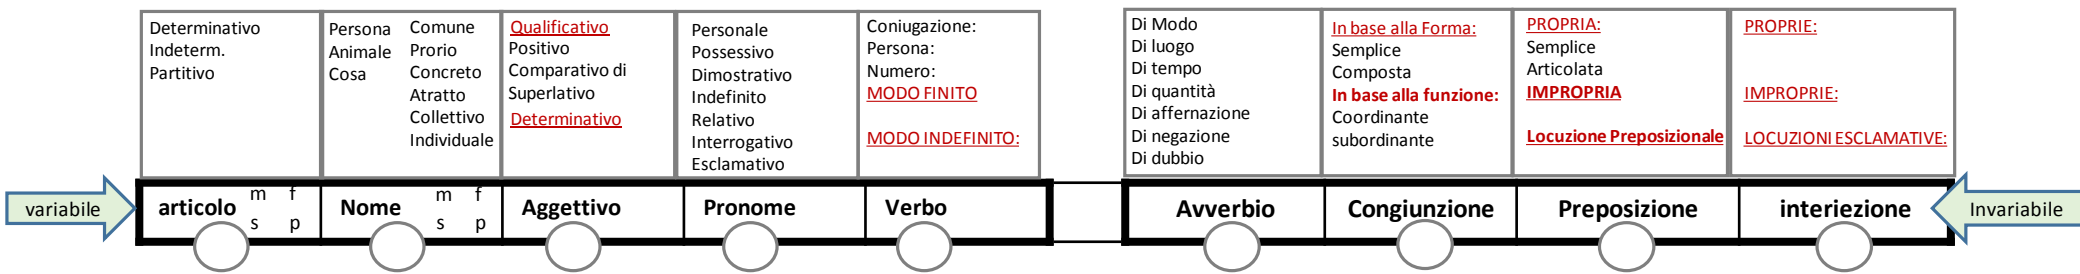 Determinativo
Indeterm.
Partitivo
Persona
Animale
Cosa
Comune
Prorio
Concreto
Atratto
Collettivo
Individuale
Qualificativo
Positivo
Comparativo di
Superlativo
Determinativo
Personale
Possessivo
Dimostrativo
Indefinito
Relativo
Interrogativo
Esclamativo
Coniugazione:
Persona:
Numero:
MODO FINITO
MODO INDEFINITO:
Di Modo
Di luogo
Di tempo
Di quantità
Di affernazione
Di negazione
Di dubbio
In base alla Forma:
Semplice
Composta
In base alla funzione:
Coordinante
subordinante
PROPRIA:
Semplice
Articolata
IMPROPRIA
Locuzione Preposizionale
PROPRIE:
IMPROPRIE:
LOCUZIONI ESCLAMATIVE:
variabile
articolo
m f
s p
Nome
m f
s p
Aggettivo
Pronome
Verbo
Avverbio
Congiunzione
Preposizione
interiezione
Invariabile